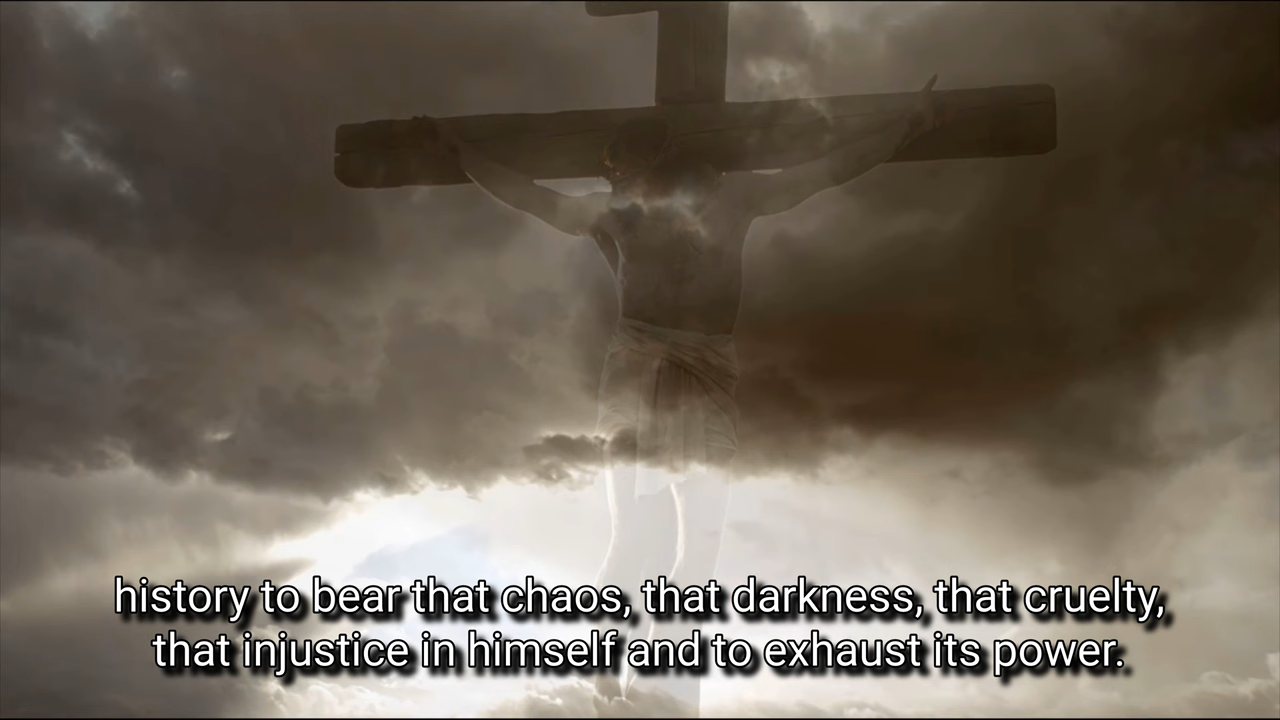 history to bear that chaos, that darkness, that cruelty,
that injustice in himself and to exhaust its power.